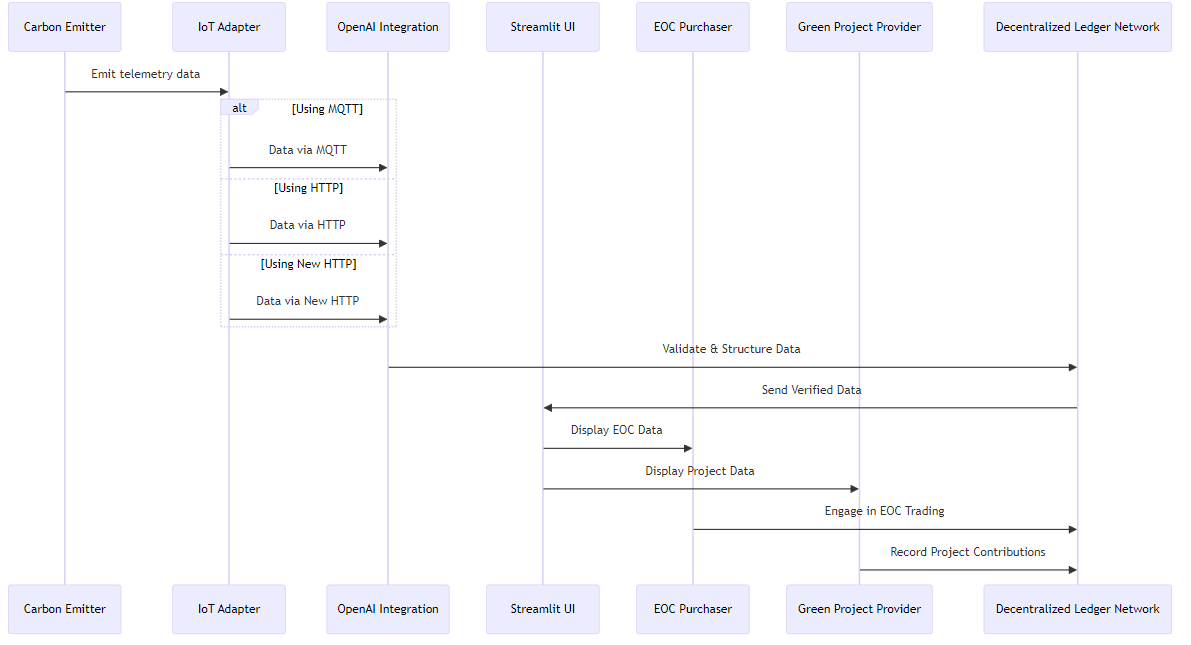 Carbon Emitter
IoT Adapter
OpenAI Integration
Streamlit UI
EOC Purchaser
Green Project Provider
Decentralized Ledger Network
Emit telemetry data
alt
[Using MQTT]
Data via MQTT
[Using HTTP]
Data via HTTP
[Using New HTTP]
Data via New HTTP
Validate & Structure Data
Send Verified Data
Display EOC Data
Display Project Data
Engage in EOC Trading
Record Project Contributions
Carbon Emitter
IoT Adapter
OpenAI Integration
Streamlit UI
EOC Purchaser
Green Project Provider
Decentralized Ledger Network